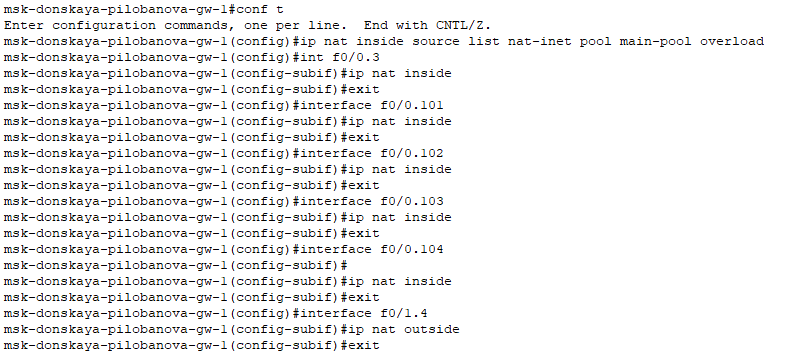 msk-donskaya-pilobanova-gw-1#conf t
Enter configuration commands, one per line.  End with CNTL/Z.
msk-donskaya-pilobanova-gw-1(config)#ip nat inside source list nat-inet pool main-pool overload
msk-donskaya-pilobanova-gw-1(config)#int f0/0.3
msk-donskaya-pilobanova-gw-1(config-subif)#ip nat inside
msk-donskaya-pilobanova-gw-1(config-subif)#exit
msk-donskaya-pilobanova-gw-1(config)#interface f0/0.101
msk-donskaya-pilobanova-gw-1(config-subif)#ip nat inside
msk-donskaya-pilobanova-gw-1(config-subif)#exit
msk-donskaya-pilobanova-gw-1(config)#interface f0/0.102
msk-donskaya-pilobanova-gw-1(config-subif)#ip nat inside
msk-donskaya-pilobanova-gw-1(config-subif)#exit
msk-donskaya-pilobanova-gw-1(config)#interface f0/0.103
msk-donskaya-pilobanova-gw-1(config-subif)#ip nat inside
msk-donskaya-pilobanova-gw-1(config-subif)#exit
msk-donskaya-pilobanova-gw-1(config)#interface f0/0.104
msk-donskaya-pilobanova-gw-1(config-subif)#
msk-donskaya-pilobanova-gw-1(config-subif)#ip nat inside
msk-donskaya-pilobanova-gw-1(config-subif)#exit
msk-donskaya-pilobanova-gw-1(config)#interface f0/1.4
msk-donskaya-pilobanova-gw-1(config-subif)#ip nat outside
msk-donskaya-pilobanova-gw-1(config-subif)#exit